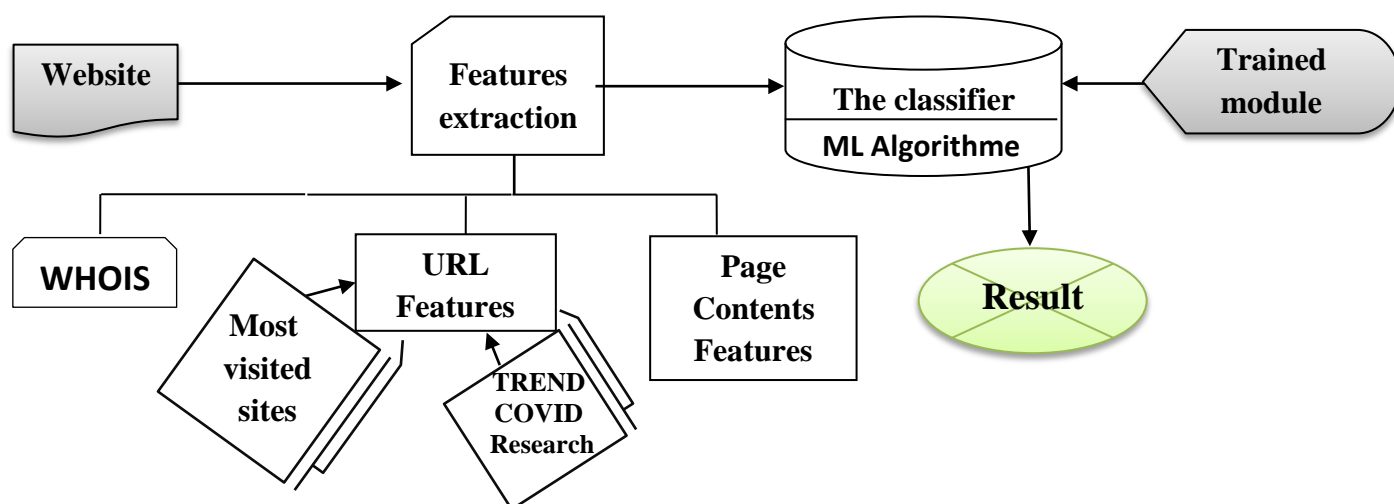 Website
Features
extraction
The classifier
ML Algorithme
Trained
module
WHOIS
URL
Features
Page
Contents
Features
Result
Most
visited
sites
TREND
COVID
Research